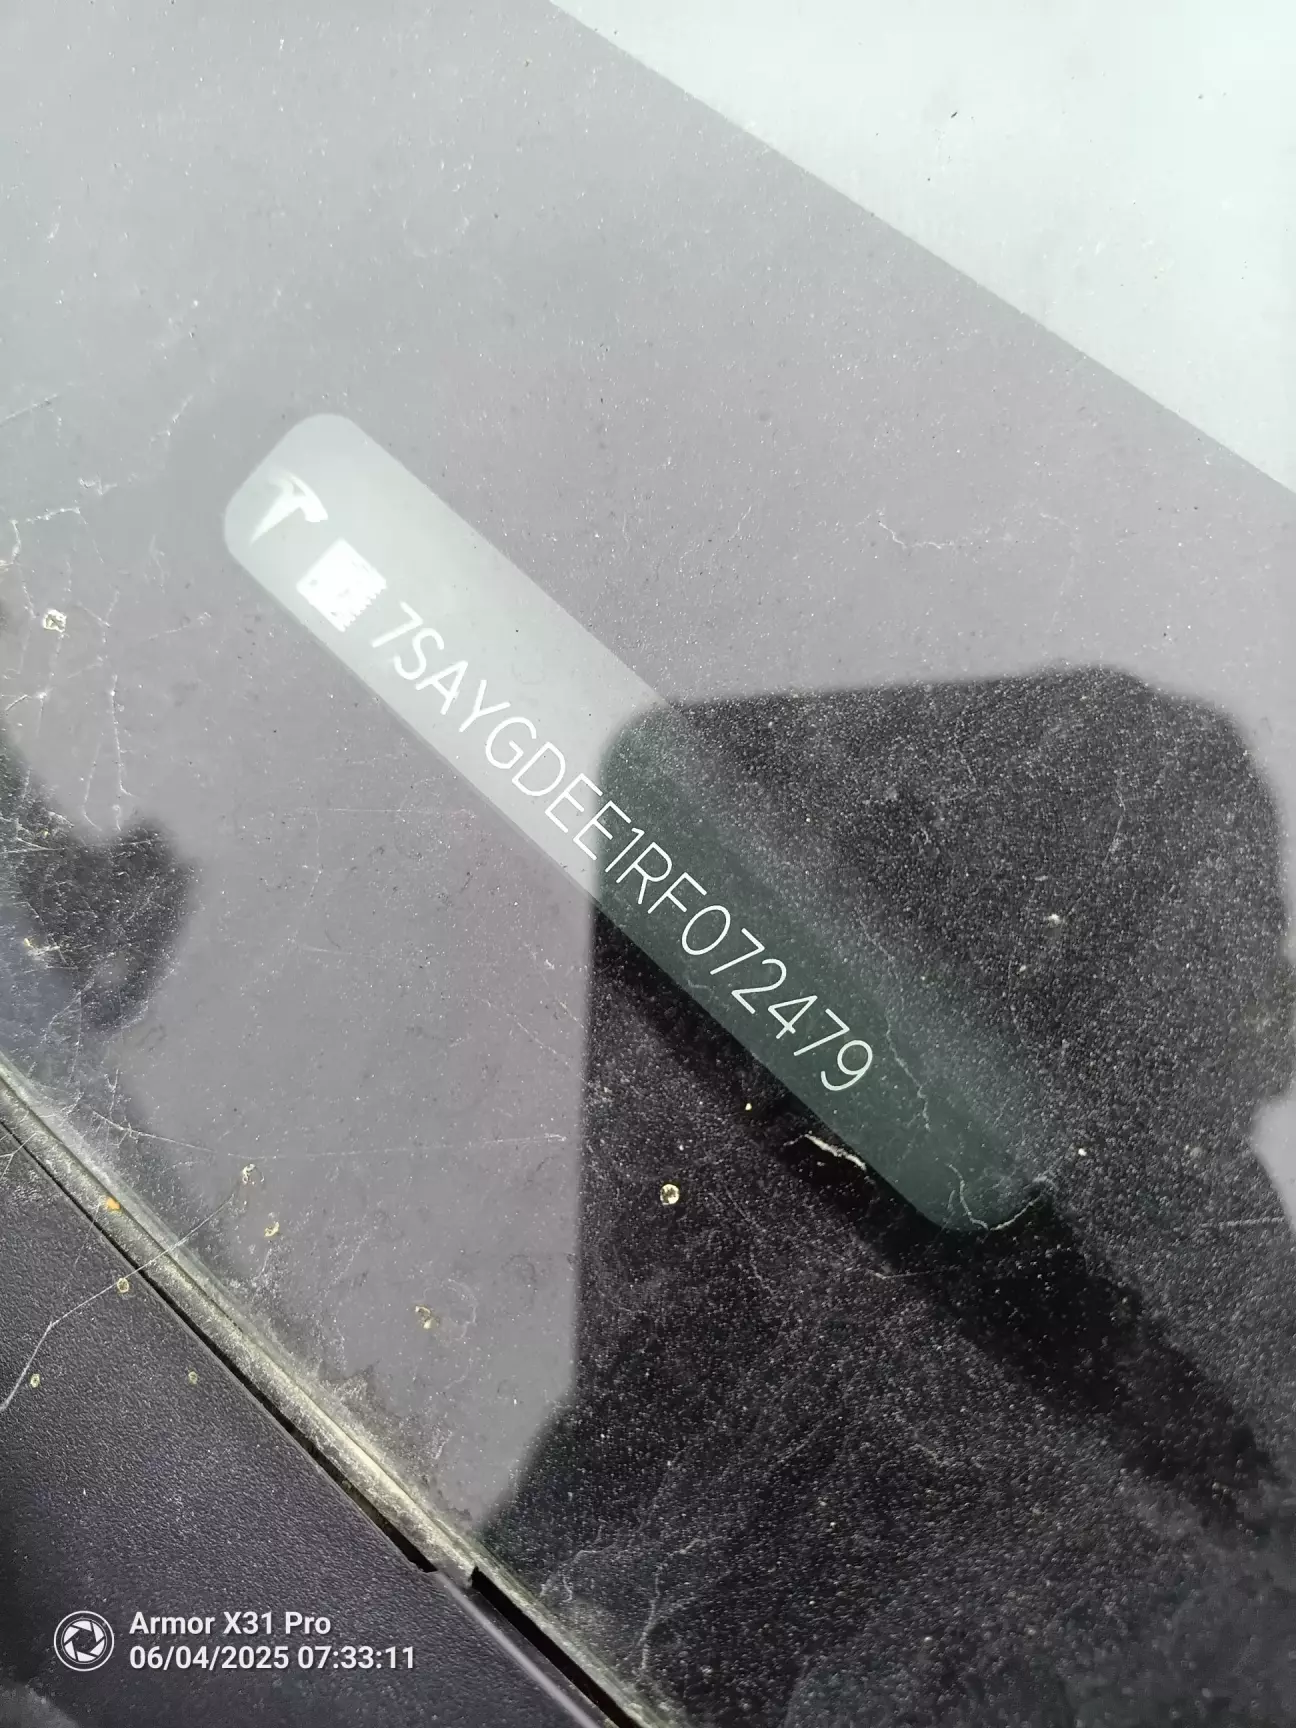 7SAYGDEE1RF072479
Armor X31 Pro
06/04/2025 07:33:11